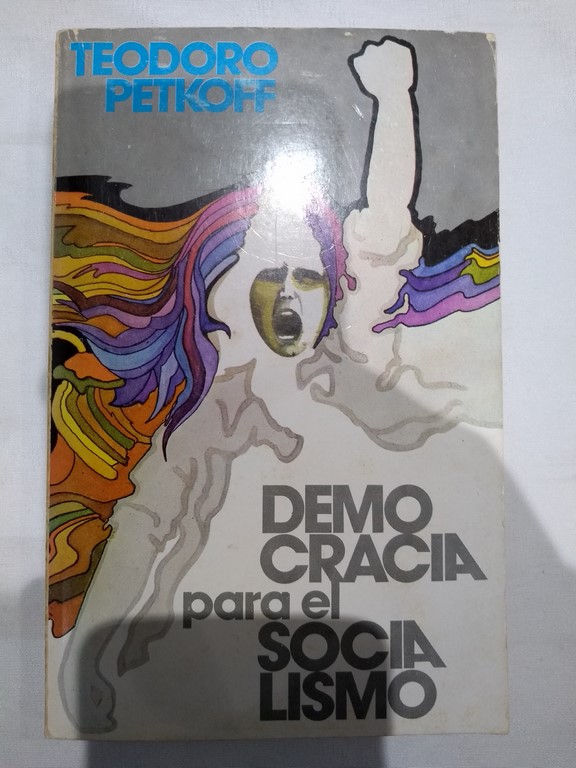 TEODORO
PETKOFF
DEMO
CRACIA
para el
SOCIA
LISMO